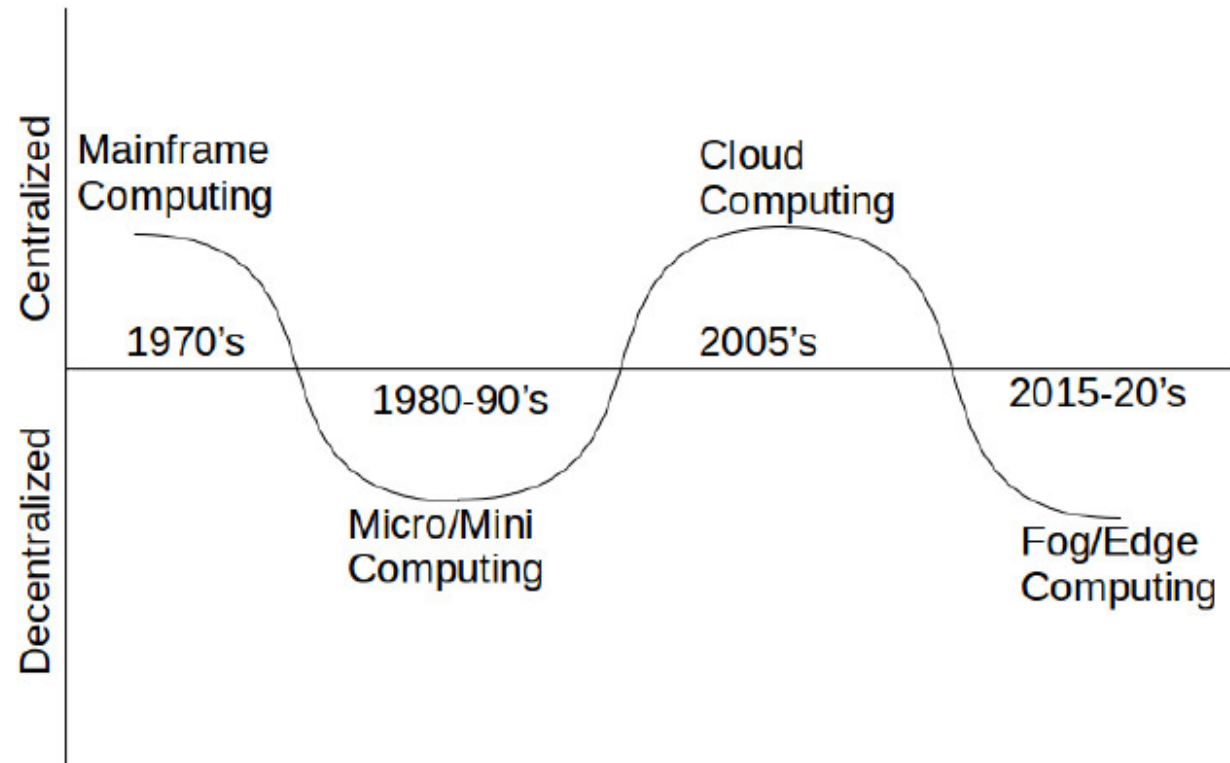 Centralized
Decentralized
Mainframe
Computing
1970’s
1980-90’s
Micro/Mini
Computing
Cloud
Computing
2005’s
2015-20’s
Fog/Edge
Computing